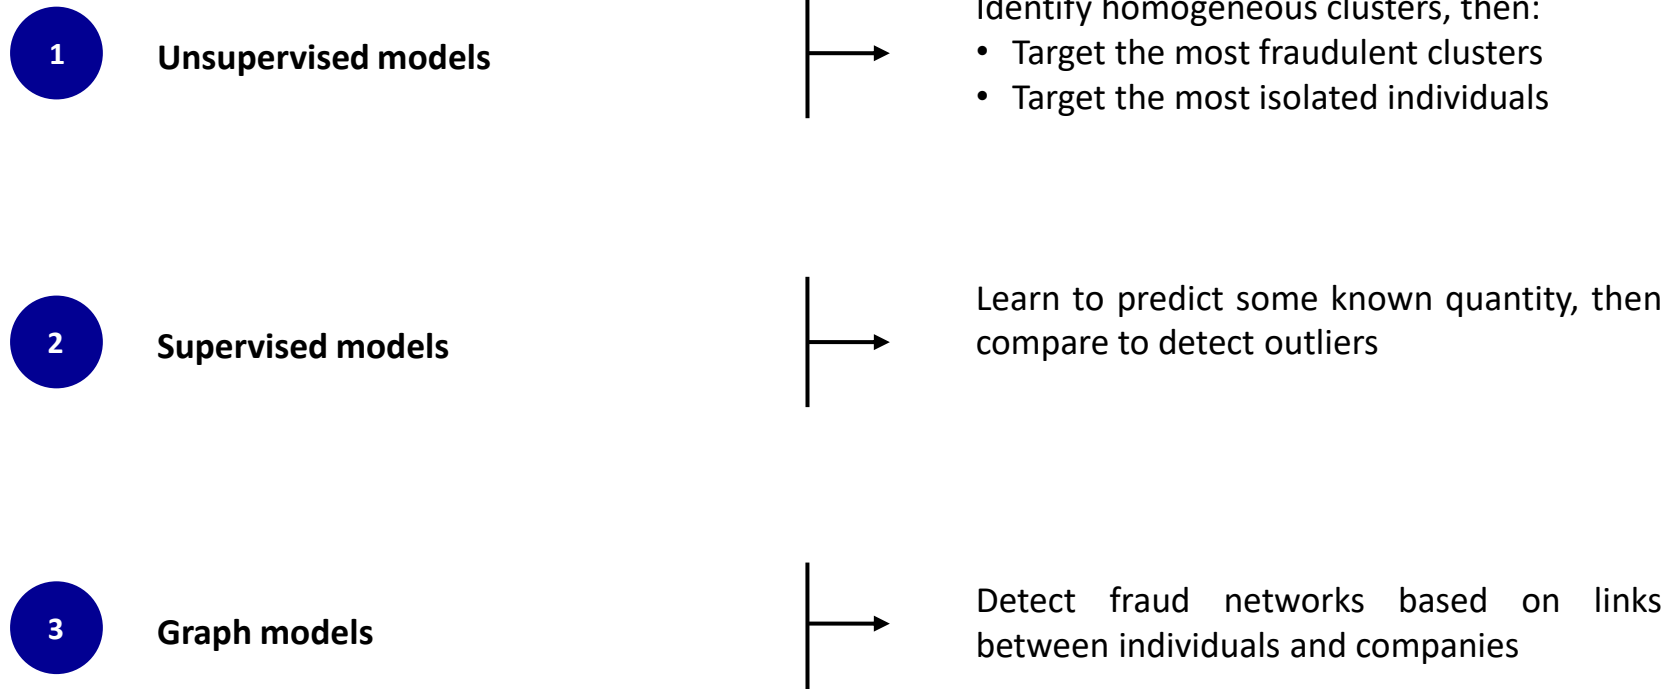 1
Unsupervised models
Identify homogeneous clusters, then:
• Target the most fraudulent clusters
• Target the most isolated individuals
2
Supervised models
Learn to predict some known quantity, then
compare to detect outliers
3
Graph models
Detect fraud networks based on links
between individuals and companies